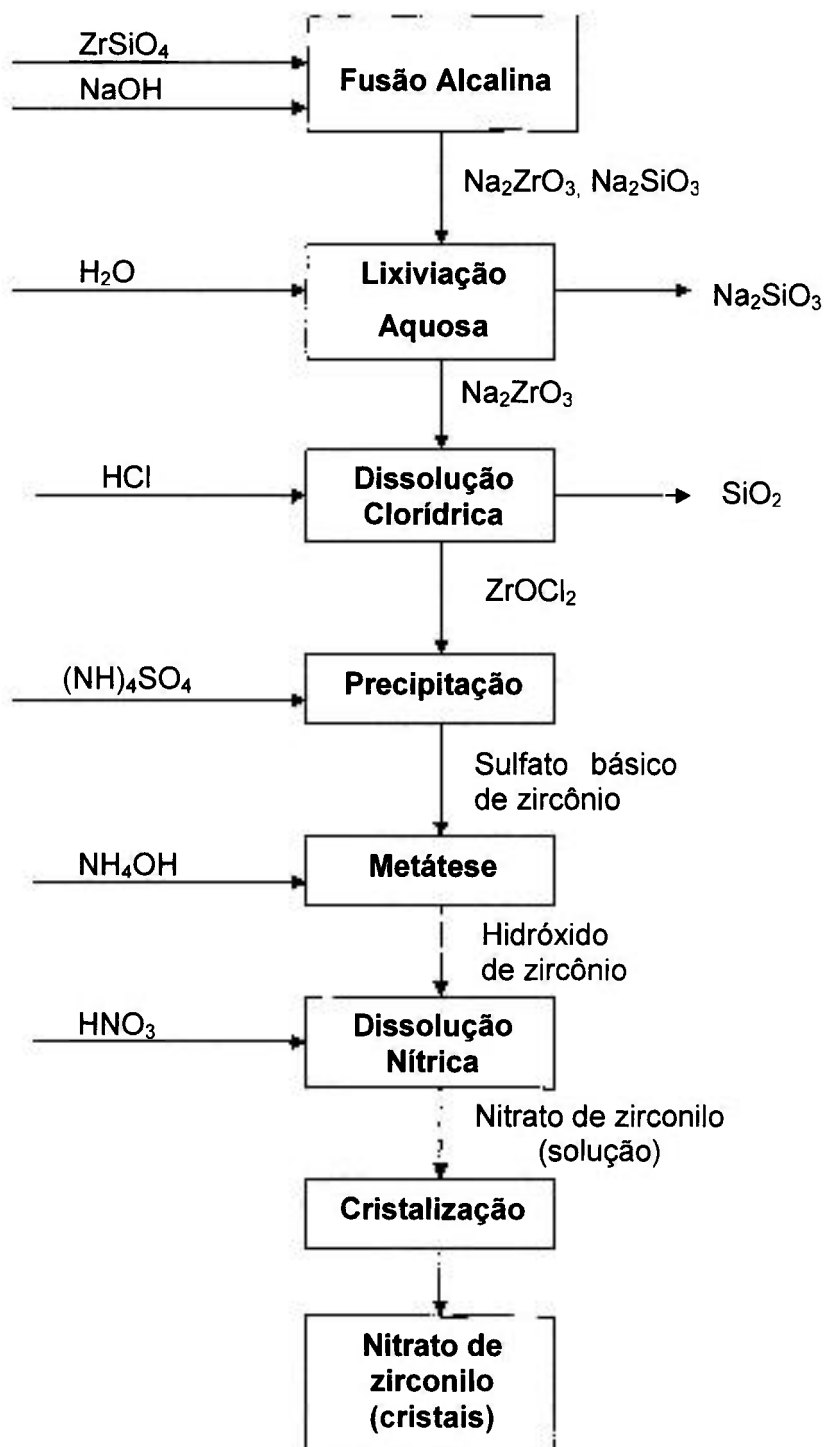 ZrSiO₄
NaOH
Fusão Alcalina
Na₂ZrO₃, Na₂SiO₃
H₂O
Lixiviação
Aquosa
Na₂SiO₃
Na₂ZrO₃
HCl
Dissolução
Clorídrica
SiO₂
ZrOCl₂
(NH)₄SO₄
Precipitação
Sulfato básico
de zircônio
NH₄OH
Metátese
Hidróxido
de zircônio
HNO₃
Dissolução
Nítrica
Nitrato de zirconilo
(solução)
Cristalização
Nitrato de
zirconilo
(cristais)